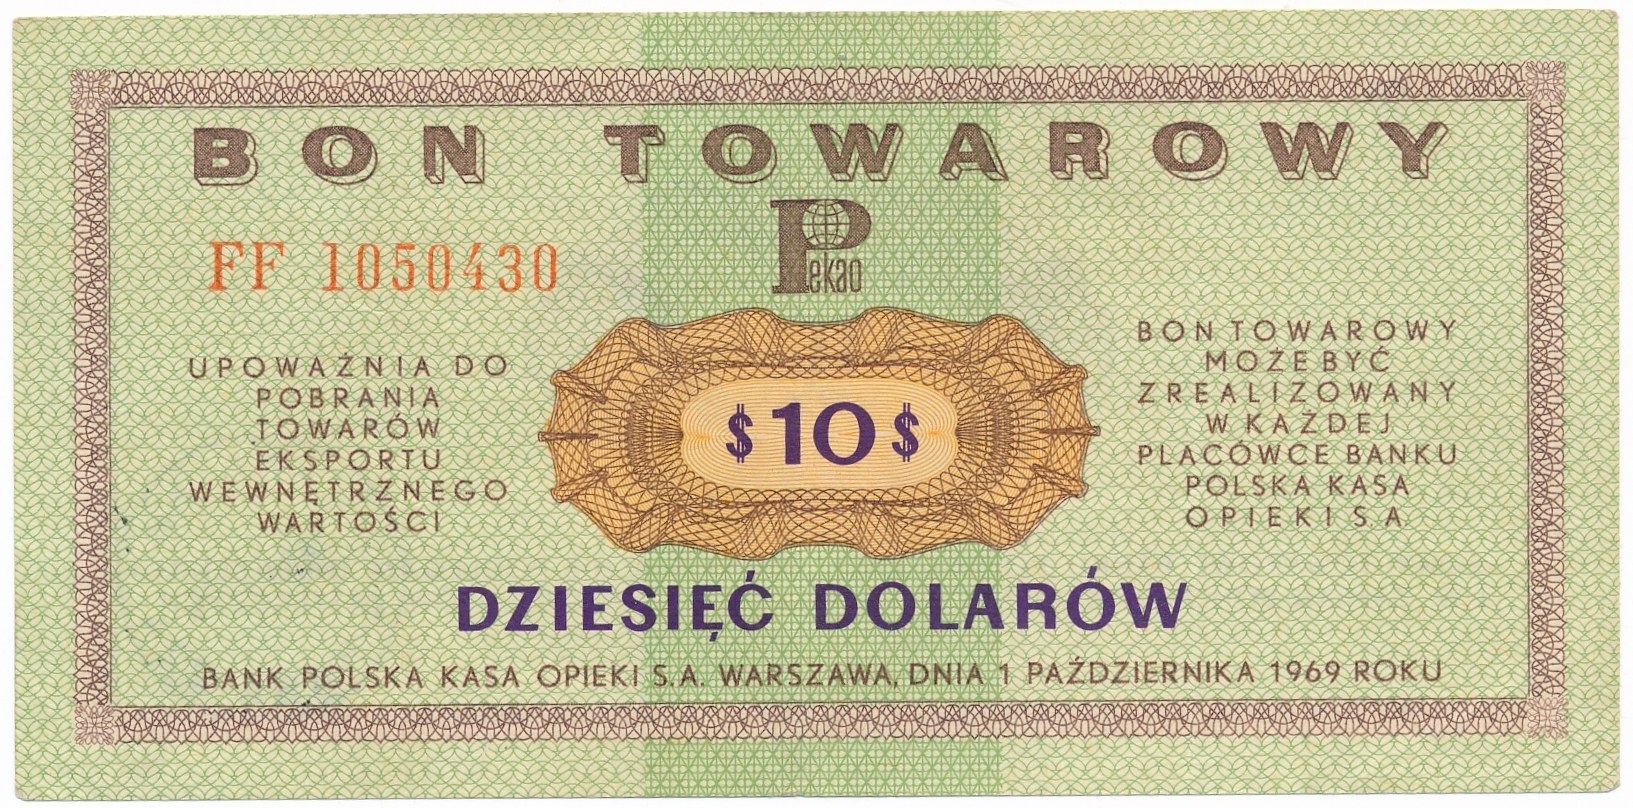 BON TOWAROWY
Pekao
FF 1050430
UPOWAŻNIA DO
POBRANIA
TOWARÓW
EKSPORTU
WEWNĘTRZNEGO
WARTOŚCI
$10$
BON TOWAROWY
MOŻE BYĆ
ZREALIZOWANY
W KAŻDEJ
PLACÓWCE BANKU
POLSKA KASA
OPIEKI S A
DZIESIĘĆ DOLARÓW
BANK POLSKA KASA OPIEKI S.A. WARSZAWA, DNIA 1 PAŹDZIERNIKA 1969 ROKU